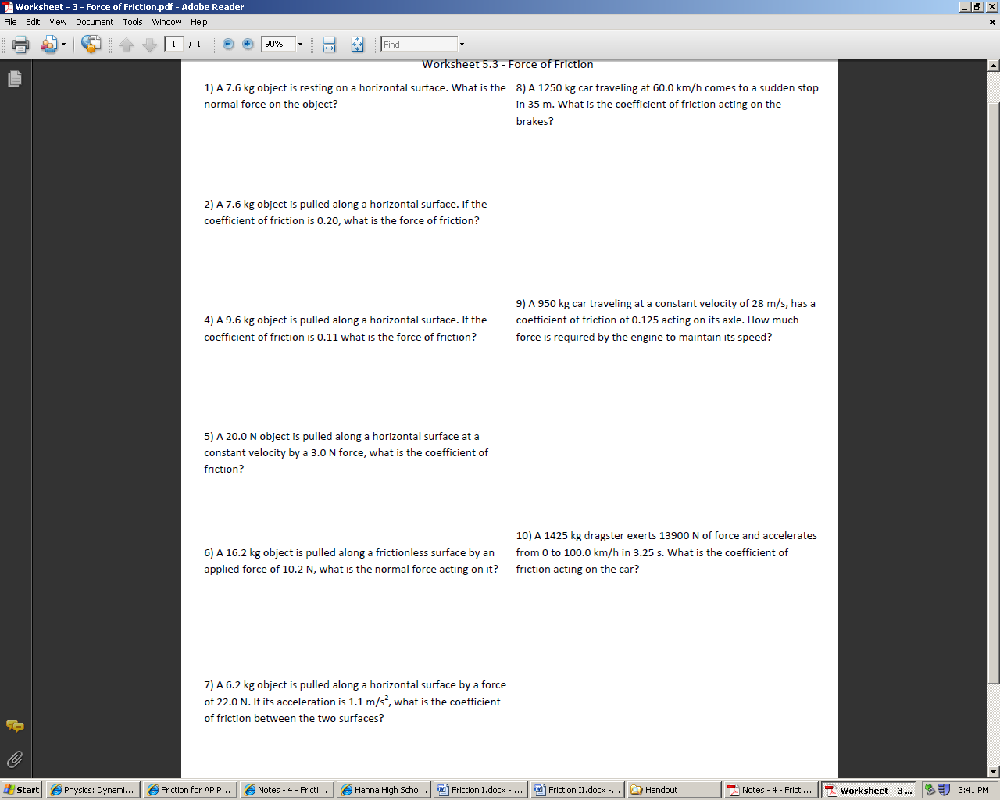 Worksheet - 3 - Force of Friction.pdf - Adobe Reader
File Edit View Document Tools Window Help
1 / 1 90% Find
Worksheet 5.3 - Force of Friction
1) A 7.6 kg object is resting on a horizontal surface. What is the
normal force on the object?
2) A 7.6 kg object is pulled along a horizontal surface. If the
coefficient of friction is 0.20, what is the force of friction?
4) A 9.6 kg object is pulled along a horizontal surface. If the
coefficient of friction is 0.11 what is the force of friction?
5) A 20.0 N object is pulled along a horizontal surface at a
constant velocity by a 3.0 N force, what is the coefficient of
friction?
6) A 16.2 kg object is pulled along a frictionless surface by an
applied force of 10.2 N, what is the normal force acting on it?
7) A 6.2 kg object is pulled along a horizontal surface by a force
of 22.0 N. If its acceleration is 1.1 m/s², what is the coefficient
of friction between the two surfaces?
8) A 1250 kg car traveling at 60.0 km/h comes to a sudden stop
in 35 m. What is the coefficient of friction acting on the
brakes?
9) A 950 kg car traveling at a constant velocity of 28 m/s, has a
coefficient of friction of 0.125 acting on its axle. How much
force is required by the engine to maintain its speed?
10) A 1425 kg dragster exerts 13900 N of force and accelerates
from 0 to 100.0 km/h in 3.25 s. What is the coefficient of
friction acting on the car?
Start Physics: Dynami... Friction for AP P... Notes - 4 - Fricti... Hanna High Scho... Friction I.docx - ... Friction II.docx -... Handout Notes - 4 - Fricti... Worksheet - 3 ... 3:41 PM